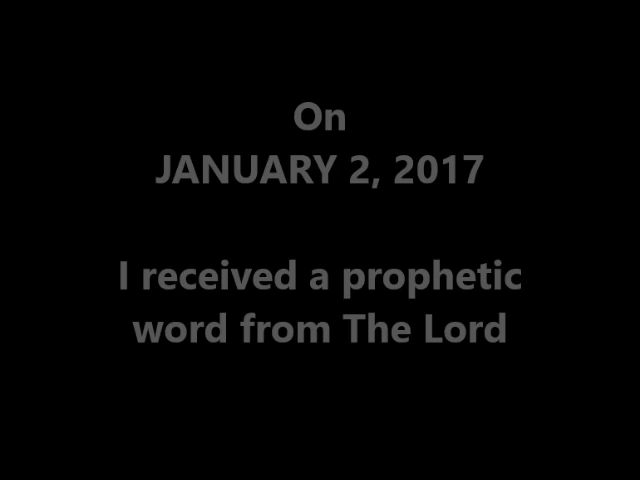 On
JANUARY 2, 2017
I received a prophetic
word from The Lord